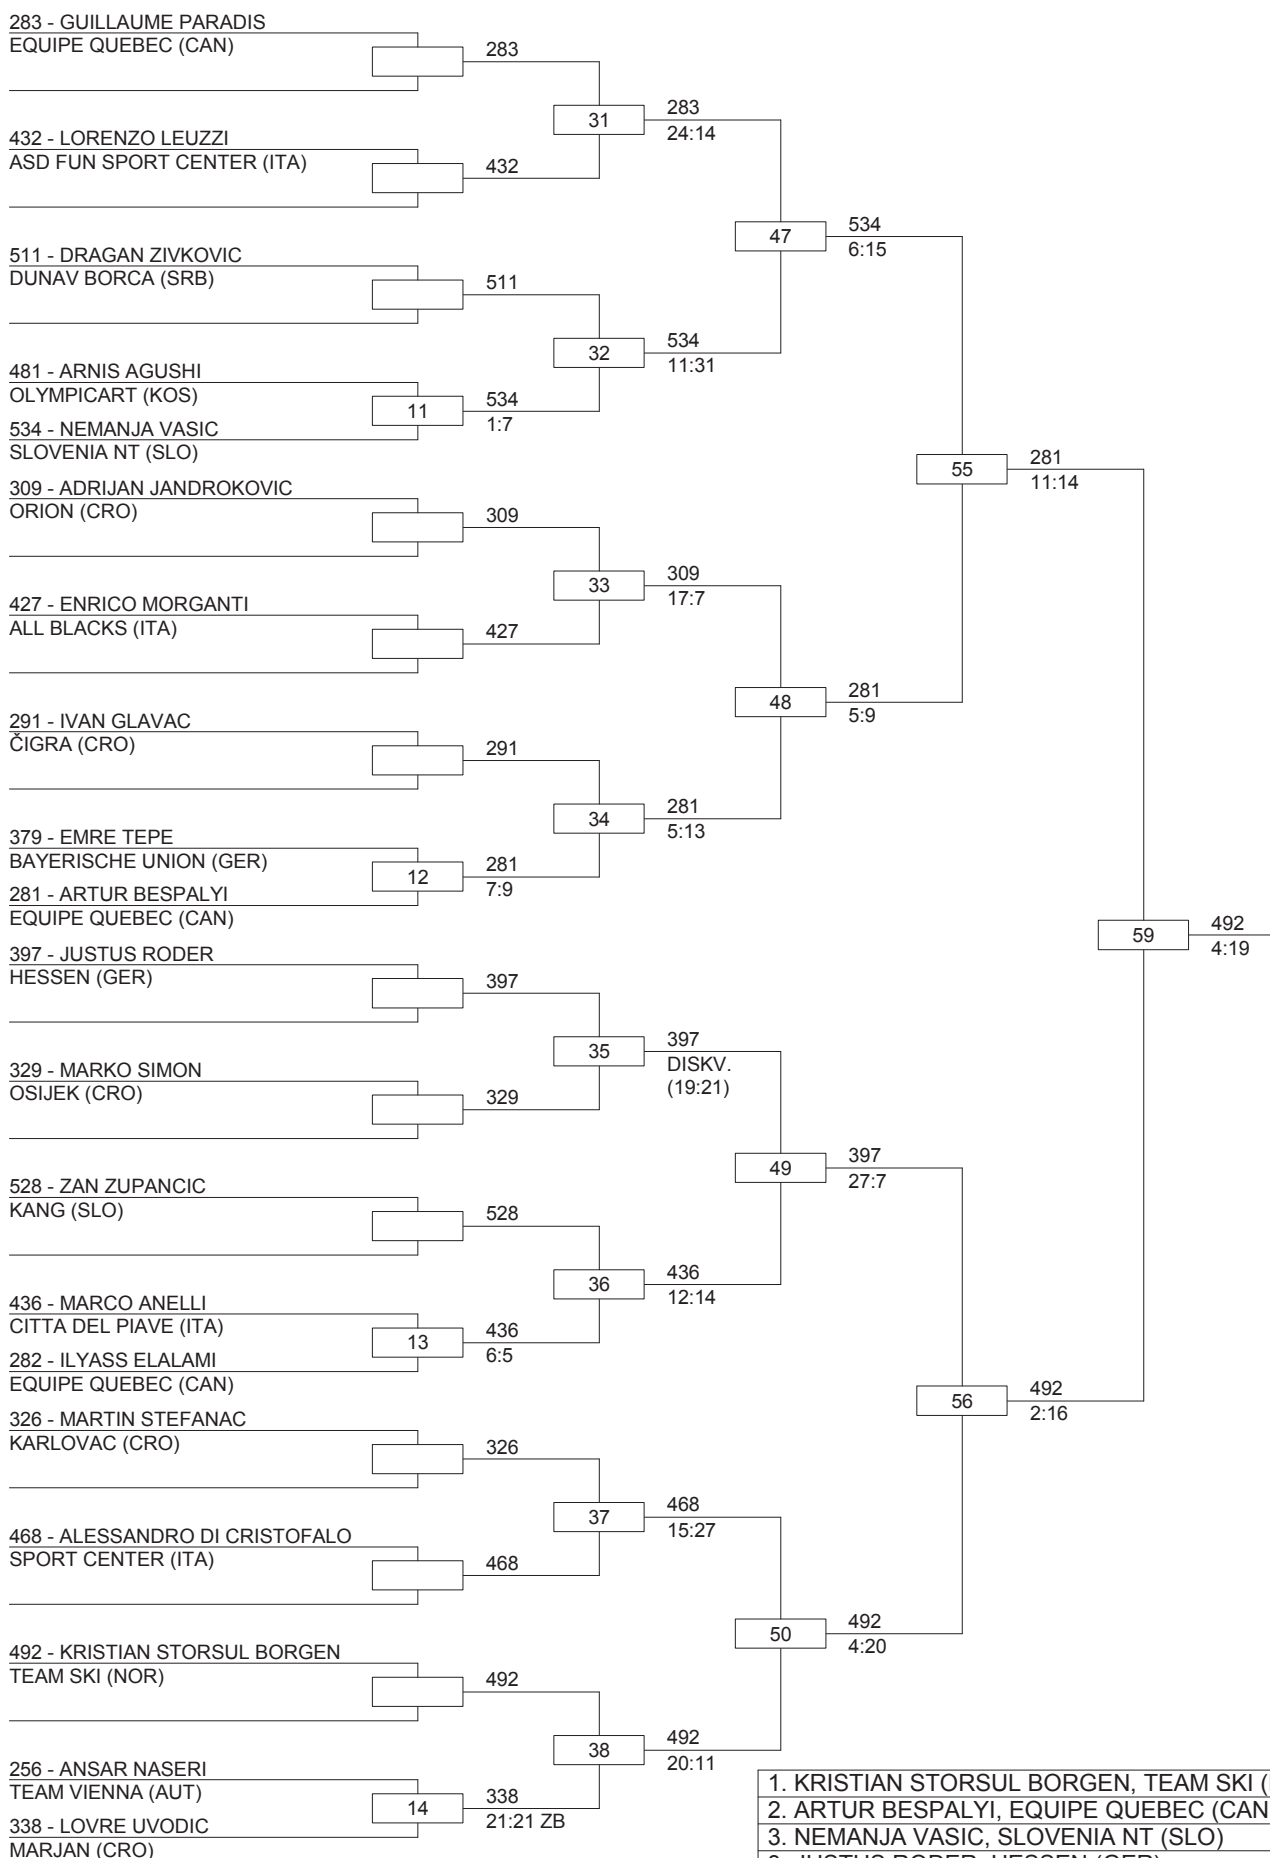 283 - GUILLAUME PARADIS
EQUIPE QUEBEC (CAN)
283
31
283
24:14
432 - LORENZO LEUZZI
ASD FUN SPORT CENTER (ITA)
432
47
534
6:15
511 - DRAGAN ZIVKOVIC
DUNAV BORCA (SRB)
511
32
534
11:31
481 - ARNIS AGUSHI
OLYMPICART (KOS)
11
534
1:7
534 - NEMANJA VASIC
SLOVENIA NT (SLO)
55
281
11:14
309 - ADRIJAN JANDROKOVIC
ORION (CRO)
309
33
309
17:7
427 - ENRICO MORGANTI
ALL BLACKS (ITA)
427
48
281
5:9
291 - IVAN GLAVAC
ČIGRA (CRO)
291
34
281
5:13
379 - EMRE TEPE
BAYERISCHE UNION (GER)
12
281
7:9
281 - ARTUR BESPALYI
EQUIPE QUEBEC (CAN)
59
492
4:19
397 - JUSTUS RODER
HESSEN (GER)
397
35
397
DISKV.
(19:21)
329 - MARKO SIMON
OSIJEK (CRO)
329
49
397
27:7
528 - ZAN ZUPANCIC
KANG (SLO)
528
36
436
12:14
436 - MARCO ANELLI
CITTA DEL PIAVE (ITA)
13
436
6:5
282 - ILYASS ELALAMI
EQUIPE QUEBEC (CAN)
56
492
2:16
326 - MARTIN STEFANAC
KARLOVAC (CRO)
326
37
468
15:27
468 - ALESSANDRO DI CRISTOFALO
SPORT CENTER (ITA)
468
50
492
4:20
492 - KRISTIAN STORSUL BORGEN
TEAM SKI (NOR)
492
38
492
20:11
256 - ANSAR NASERI
TEAM VIENNA (AUT)
14
338
21:21 ZB
338 - LOVRE UVODIC
MARJAN (CRO)
1. KRISTIAN STORSUL BORGEN, TEAM SKI (
2. ARTUR BESPALYI, EQUIPE QUEBEC (CAN
3. NEMANJA VASIC, SLOVENIA NT (SLO)
3. JUSTUS RODER, HESSEN (GER)